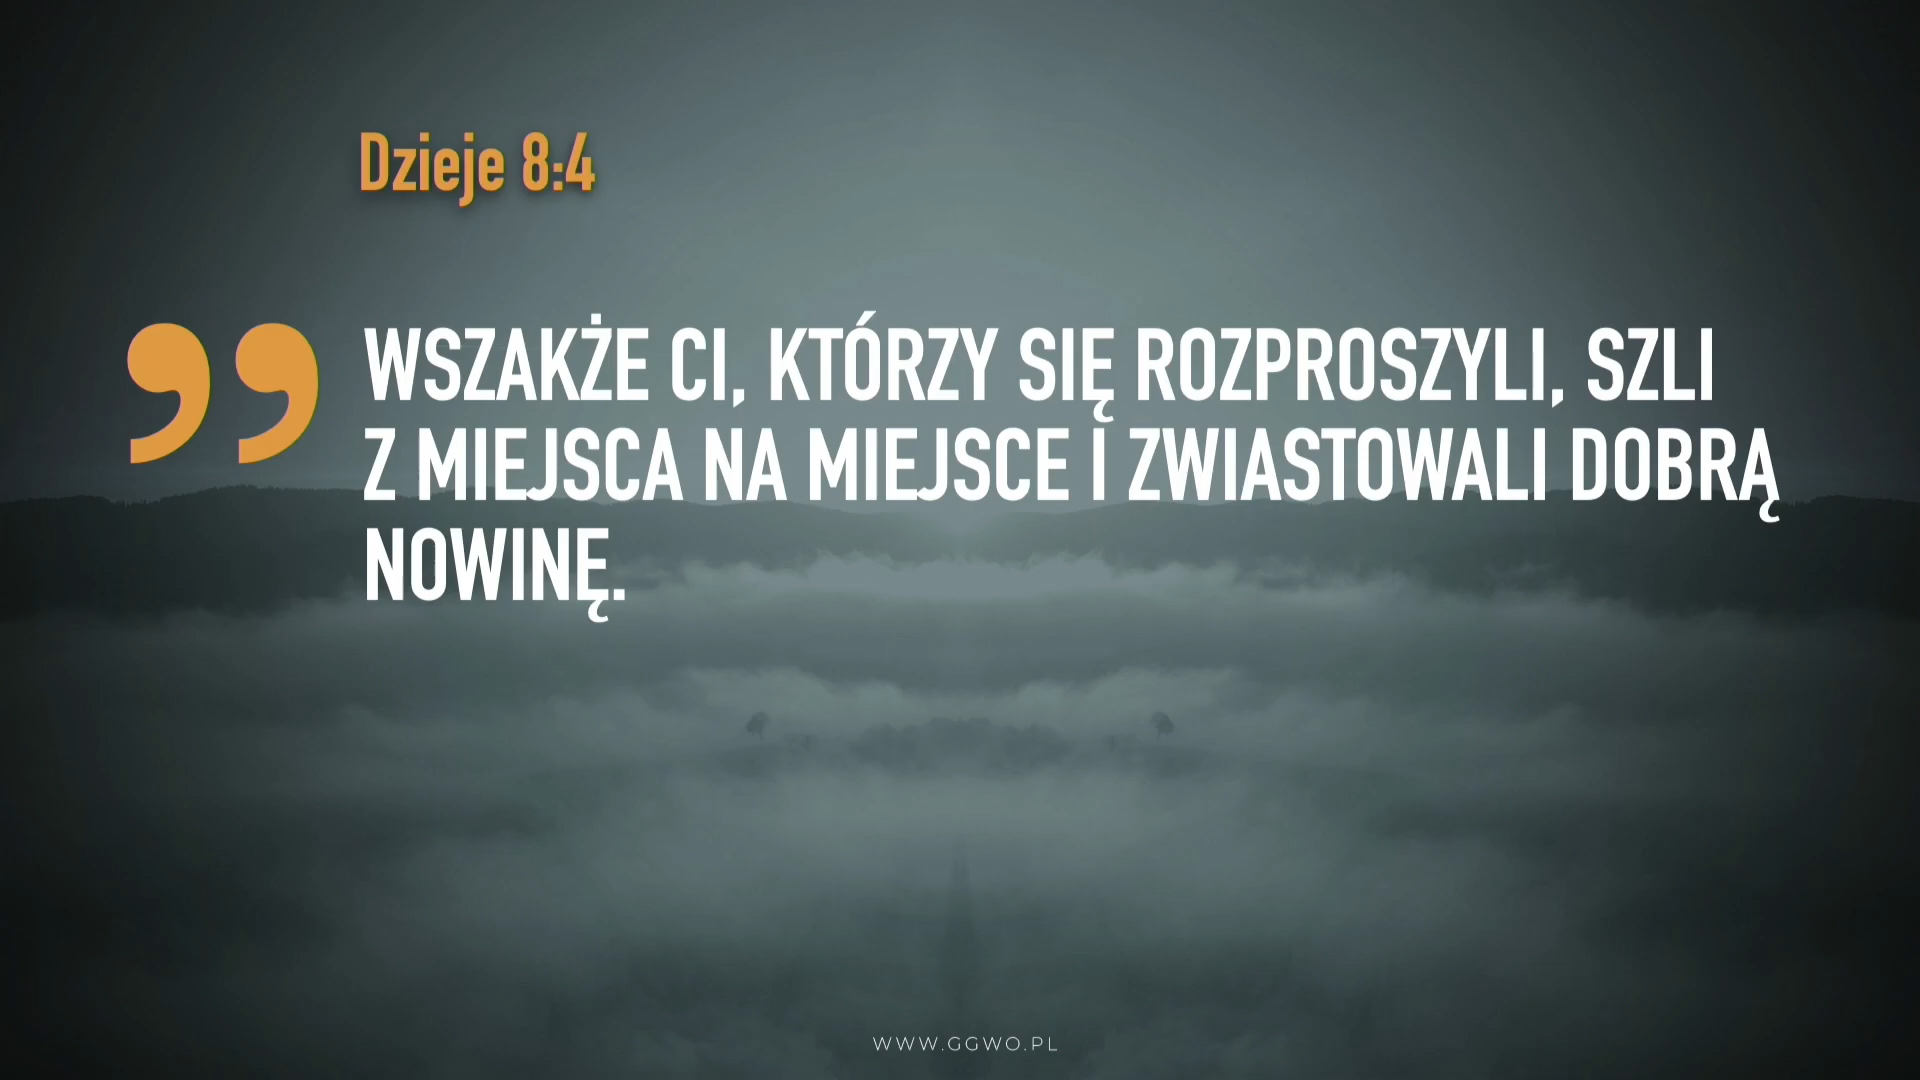 Dzieje 8:4
” WSZAKŻE CI, KTÓRZY SIĘ ROZPROSZYLI, SZLI
Z MIEJSCA NA MIEJSCE I ZWIASTOWALI DOBRĄ
NOWINĘ.
WWW.GGWO.PL